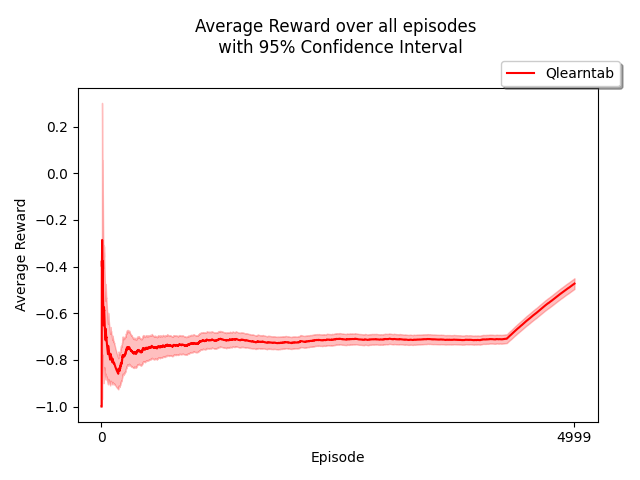 Average Reward over all episodes
with 95% Confidence Interval
Qlearntab
0.2
0.0
−0.2
−0.4
−0.6
−0.8
−1.0
Average Reward
0
4999
Episode